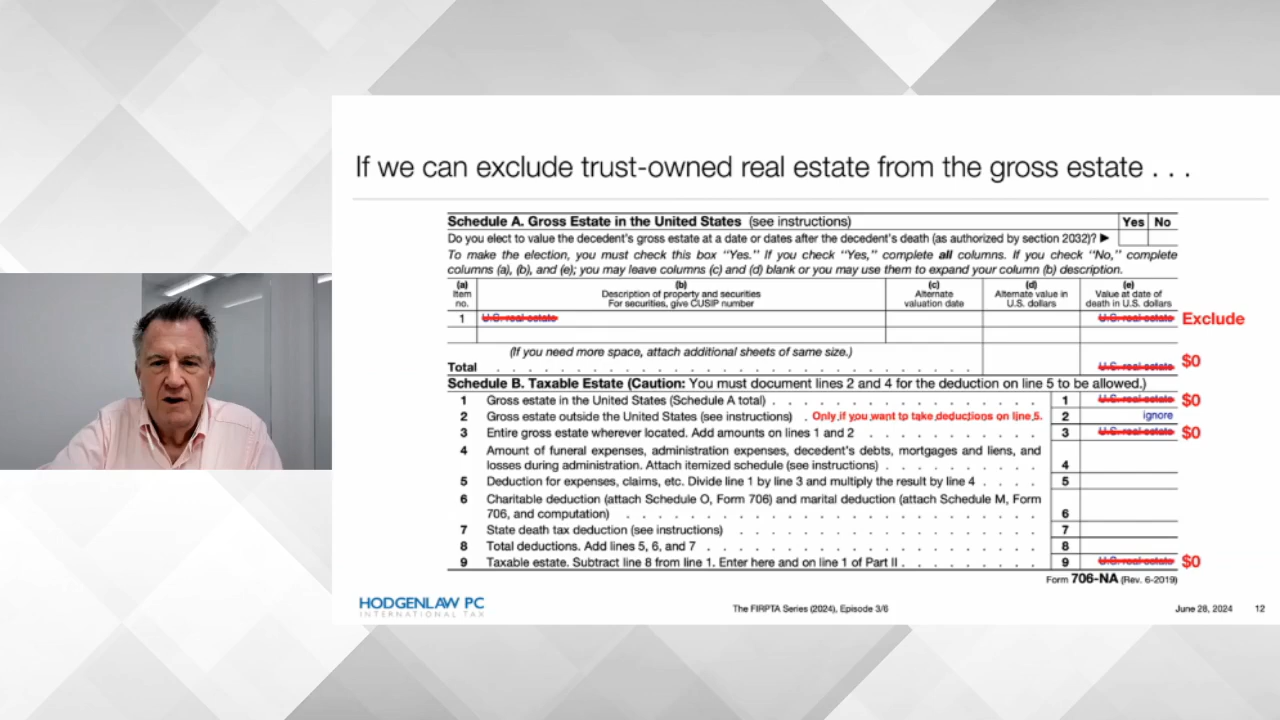 If we can exclude trust-owned real estate from the gross estate . . .
Schedule A. Gross Estate in the United States (see instructions) Yes No
Do you elect to value the decedent's gross estate at a date or dates after the decedent's death (as authorized by section 2032)? ▶
To make the election, you must check this box "Yes." If you check "Yes," complete all columns. If you check "No," complete
columns (a), (b), and (e); you may leave columns (c) and (d) blank or you may use them to expand your column (b) description.
(a) (b) (c) (d) (e)
Item Description of property and securities Alternate Alternate value in Value at date of
no. For securities, give CUSIP number valuation date U.S. dollars death in U.S. dollars
1 U.S. real estate U.S. real estate Exclude
(If you need more space, attach additional sheets of same size.)
Total . . . . . . . . . . . . . . . . . . . . U.S. real estate $0
Schedule B. Taxable Estate (Caution: You must document lines 2 and 4 for the deduction on line 5 to be allowed.)
1 Gross estate in the United States (Schedule A total) . . . . . . . . . . . . . 1 U.S. real estate $0
2 Gross estate outside the United States (see instructions) . Only if you want to take deductions on line 5. 2 ignore
3 Entire gross estate wherever located. Add amounts on lines 1 and 2 . . . . . . . . . 3 U.S. real estate $0
4 Amount of funeral expenses, administration expenses, decedent's debts, mortgages and liens, and
losses during administration. Attach itemized schedule (see instructions) . . . . . . . . 4
5 Deduction for expenses, claims, etc. Divide line 1 by line 3 and multiply the result by line 4 . . . . 5
6 Charitable deduction (attach Schedule O, Form 706) and marital deduction (attach Schedule M, Form
706, and computation) . . . . . . . . . . . . . . . . . . . . 6
7 State death tax deduction (see instructions) . . . . . . . . . . . . . . . 7
8 Total deductions. Add lines 5, 6, and 7 . . . . . . . . . . . . . . . . 8
9 Taxable estate. Subtract line 8 from line 1. Enter here and on line 1 of Part II . . . . . . . 9 U.S. real estate $0
Form 706-NA (Rev. 6-2019)
HODGENLAW PC
INTERNATIONAL TAX
The FIRPTA Series (2024), Episode 3/6
June 28, 2024 12